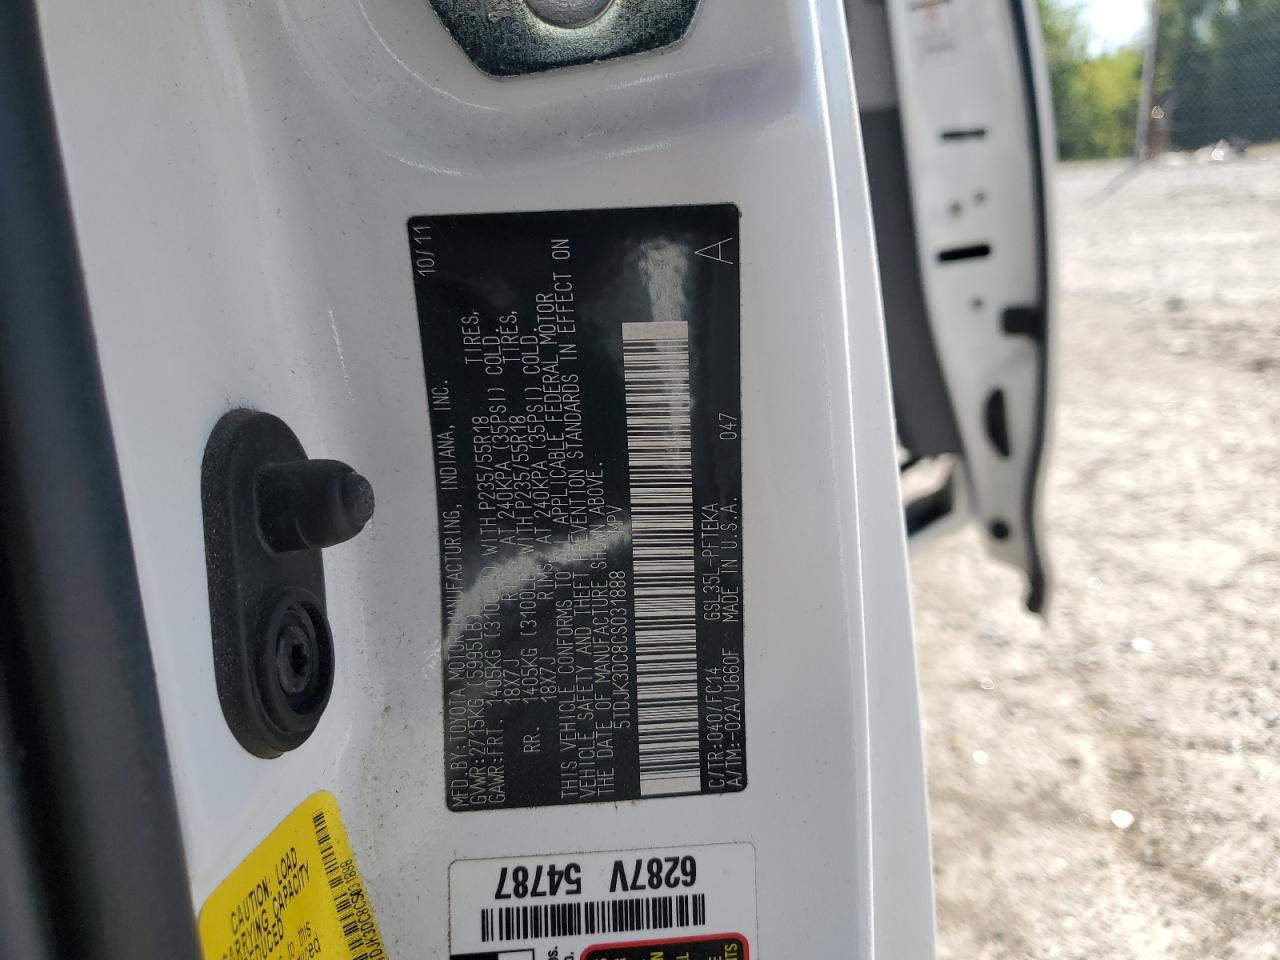 MFD.BY:TOYOTA MOTOR MANUFACTURING, INDIANA, INC. 10/11
GVWR:2715KG (5995LB)
GAWR:FRT. 1405KG (3100LB) WITH P235/55R18 TIRES,
18X7J RIMS AT 240KPA (35PSI) COLD.
RR. 1405KG (3100LB) WITH P235/55R18 TIRES,
18X7J RIMS AT 240KPA (35PSI) COLD.
THIS VEHICLE CONFORMS TO ALL APPLICABLE FEDERAL MOTOR
VEHICLE SAFETY AND THEFT PREVENTION STANDARDS IN EFFECT ON
THE DATE OF MANUFACTURE SHOWN ABOVE.
5TDJK3DC8CS031888 MPV
C/TR:040//FC14 GSL35L-PFTEKA 047
A/TM:-02A/U660F MADE IN U.S.A. A
6287V
54787
CAUTION: LOAD
CARRYING CAPACITY
REDUCED
to this